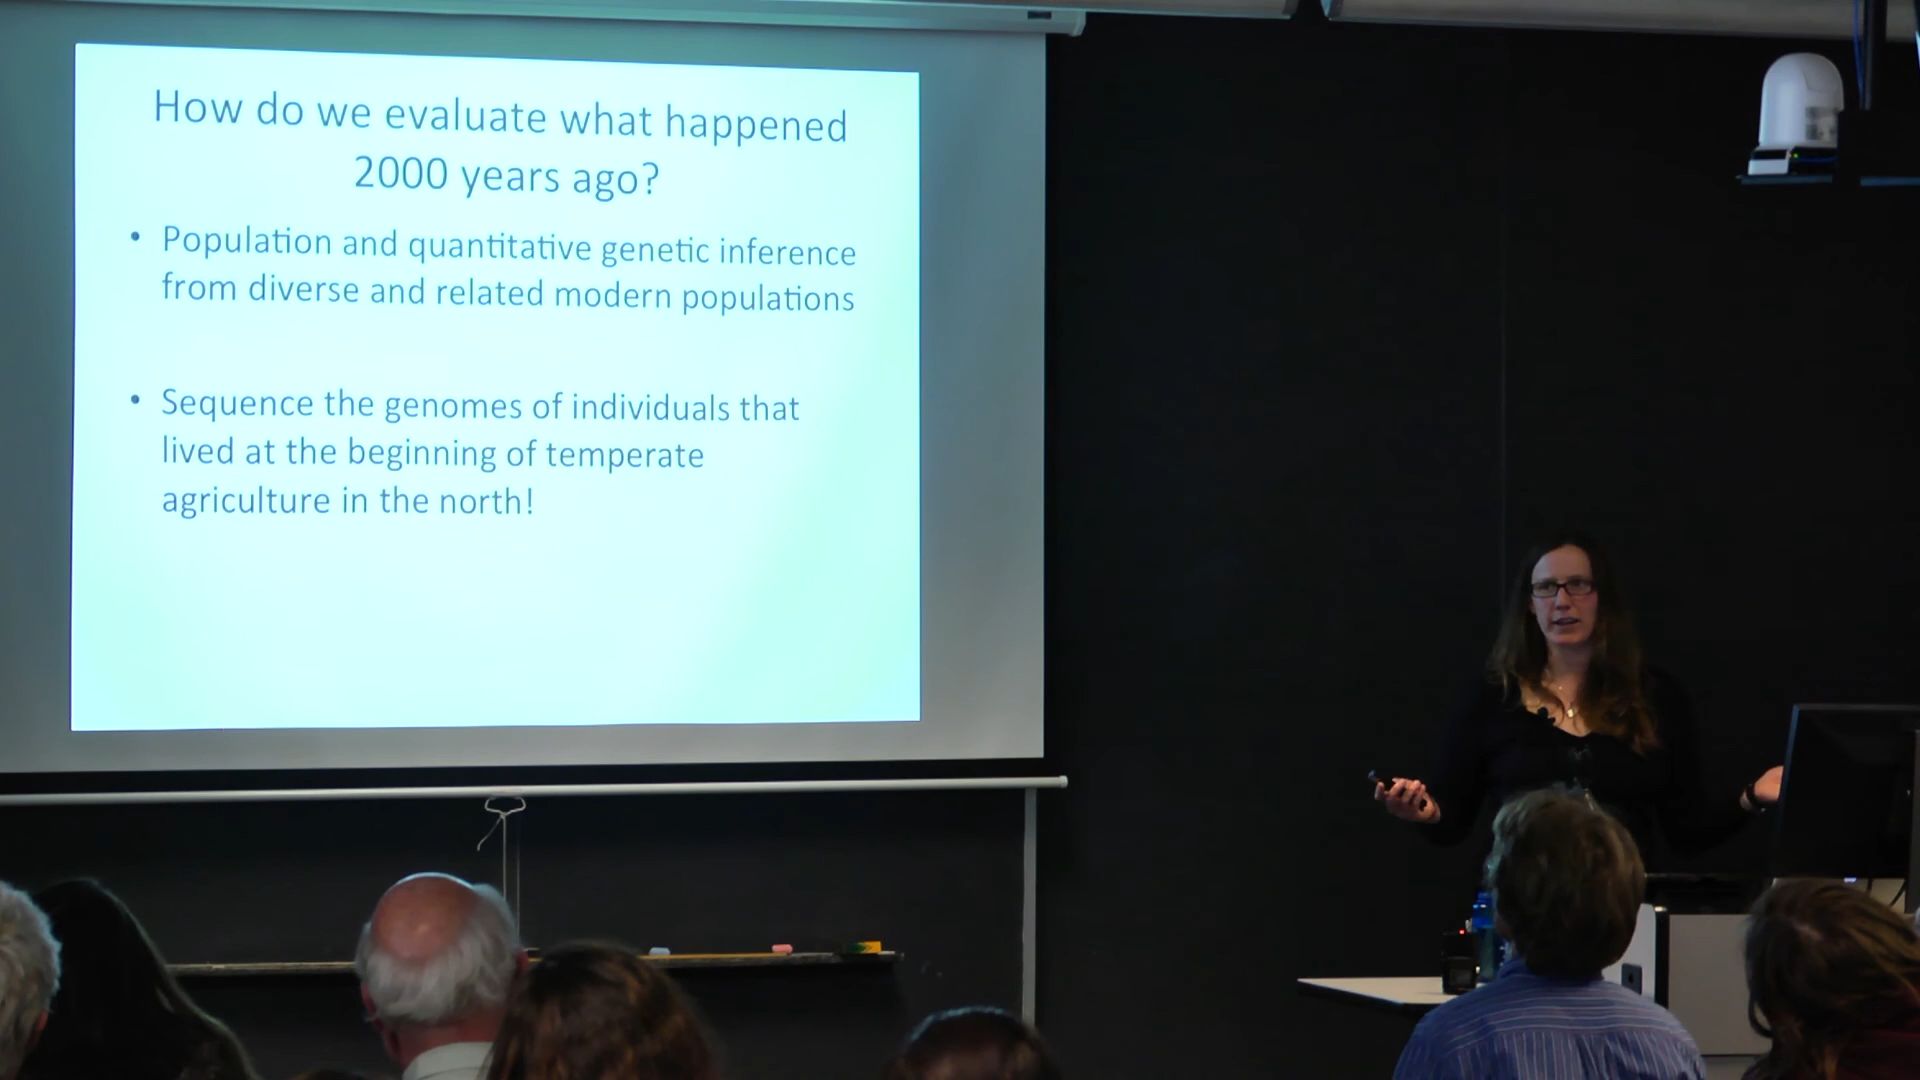 How do we evaluate what happened
2000 years ago?
• Population and quantitative genetic inference
from diverse and related modern populations
• Sequence the genomes of individuals that
lived at the beginning of temperate
agriculture in the north!